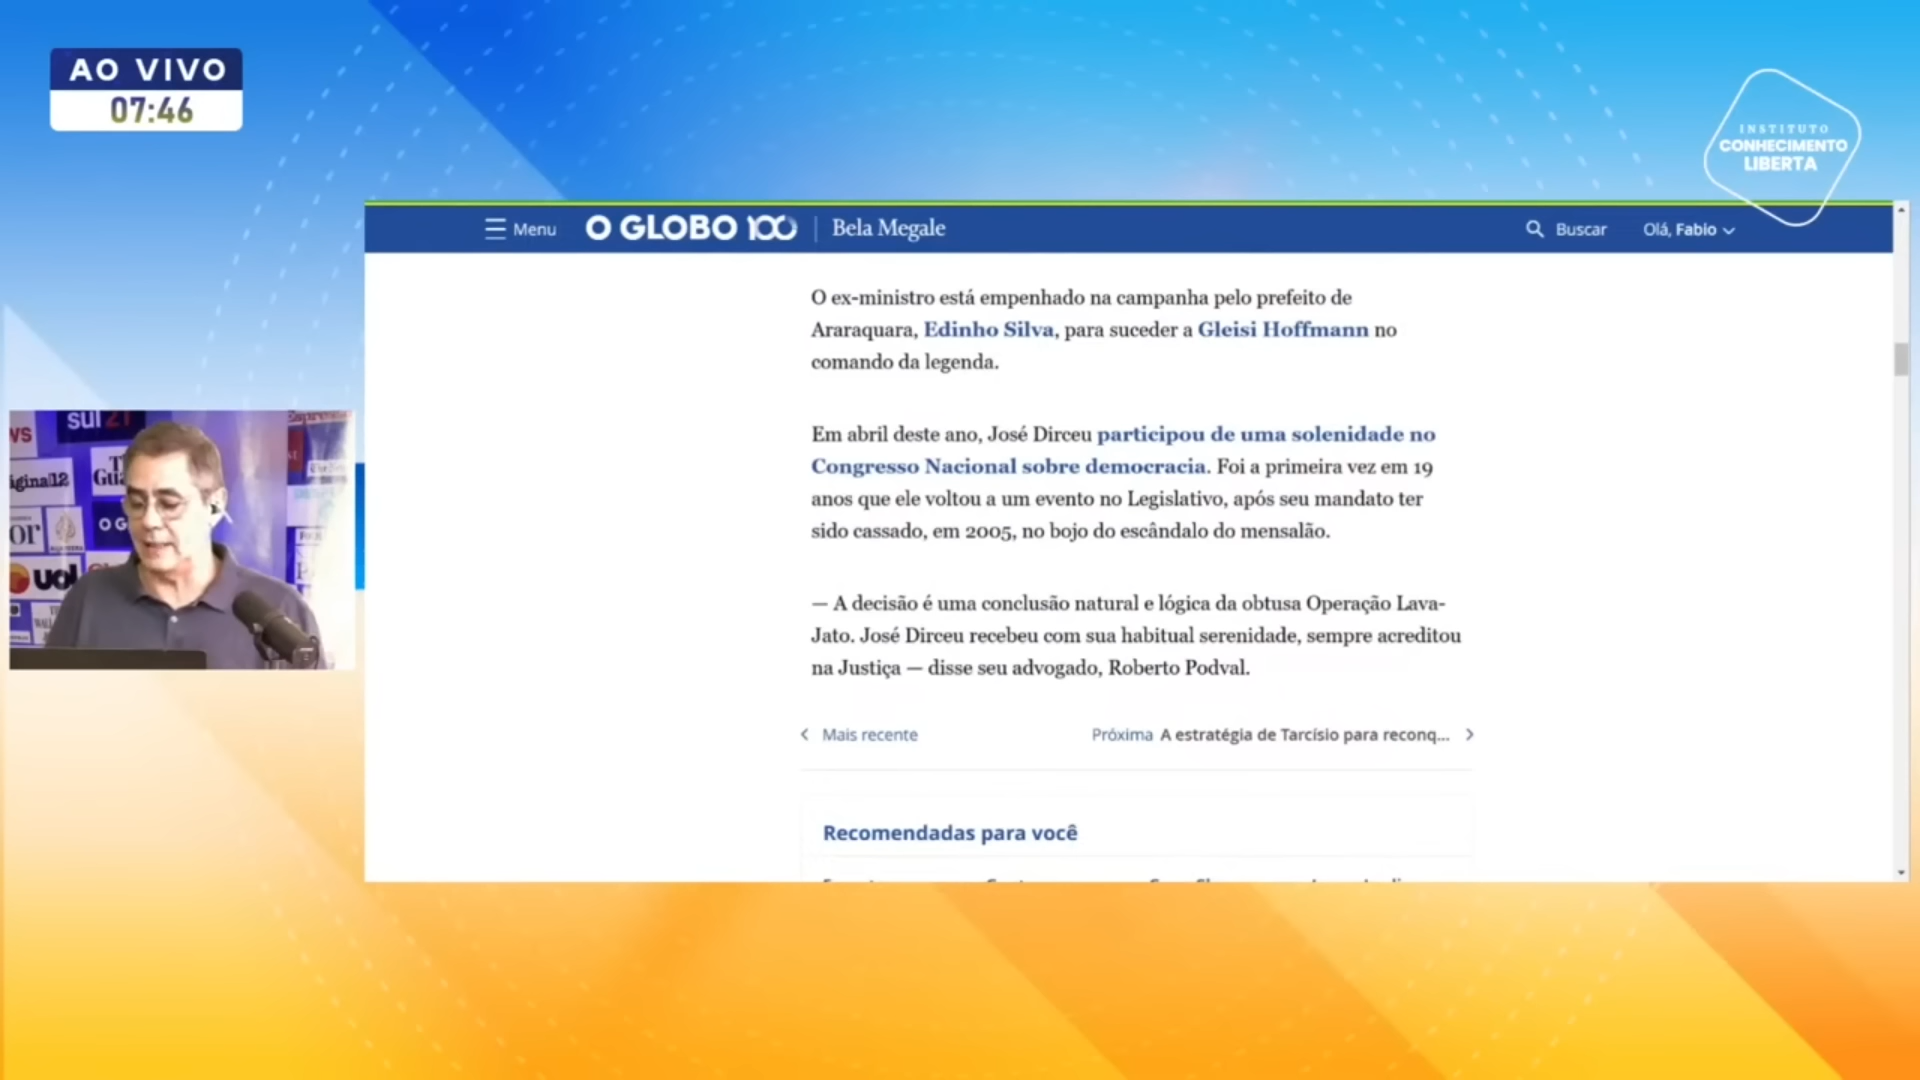 AO VIVO
07:46
INSTITUTO
CONHECIMENTO
LIBERTA
Menu
O GLOBO 100
Bela Megale
Buscar
Olá, Fabio
O ex-ministro está empenhado na campanha pelo prefeito de
Araraquara, Edinho Silva, para suceder a Gleisi Hoffmann no
comando da legenda.
Em abril deste ano, José Dirceu participou de uma solenidade no
Congresso Nacional sobre democracia. Foi a primeira vez em 19
anos que ele voltou a um evento no Legislativo, após seu mandato ter
sido cassado, em 2005, no bojo do escândalo do mensalão.
— A decisão é uma conclusão natural e lógica da obtusa Operação Lava-
Jato. José Dirceu recebeu com sua habitual serenidade, sempre acreditou
na Justiça — disse seu advogado, Roberto Podval.
Mais recente
Próxima A estratégia de Tarcísio para reconq...
Recomendadas para você
sul 21
ágina12
O G
uol